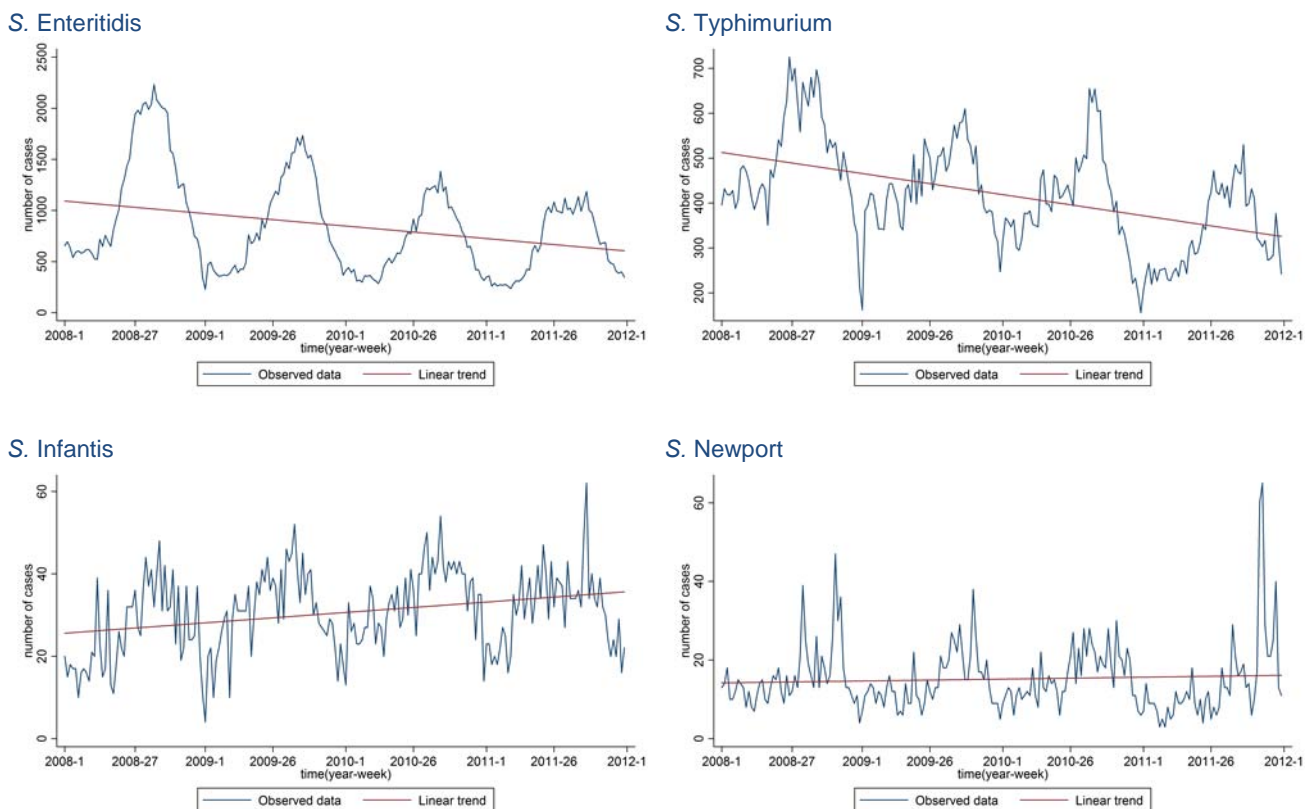 S. Enteritidis
number of cases
2500
2000
1500
1000
500
0
2008-1 2008-27 2009-1 2009-26 2010-1 2010-26 2011-1 2011-26 2012-1
time(year-week)
Observed data Linear trend
S. Typhimurium
number of cases
700
600
500
400
300
200
2008-1 2008-27 2009-1 2009-26 2010-1 2010-26 2011-1 2011-26 2012-1
time(year-week)
Observed data Linear trend
S. Infantis
number of cases
60
40
20
0
2008-1 2008-27 2009-1 2009-26 2010-1 2010-26 2011-1 2011-26 2012-1
time(year-week)
Observed data Linear trend
S. Newport
number of cases
60
40
20
0
2008-1 2008-27 2009-1 2009-26 2010-1 2010-26 2011-1 2011-26 2012-1
time(year-week)
Observed data Linear trend